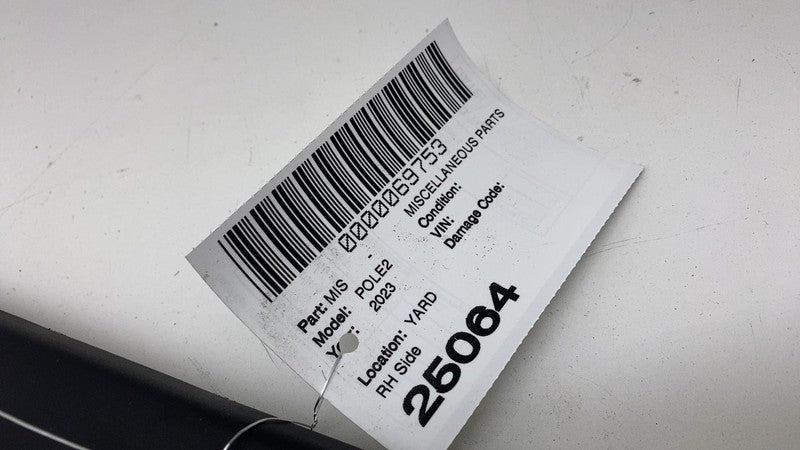 0000069753
Part: MIS - MISCELLANEOUS PARTS
Model: POLE2 Condition:
2023 VIN:
Damage Code:
Location: YARD
RH Side
25064